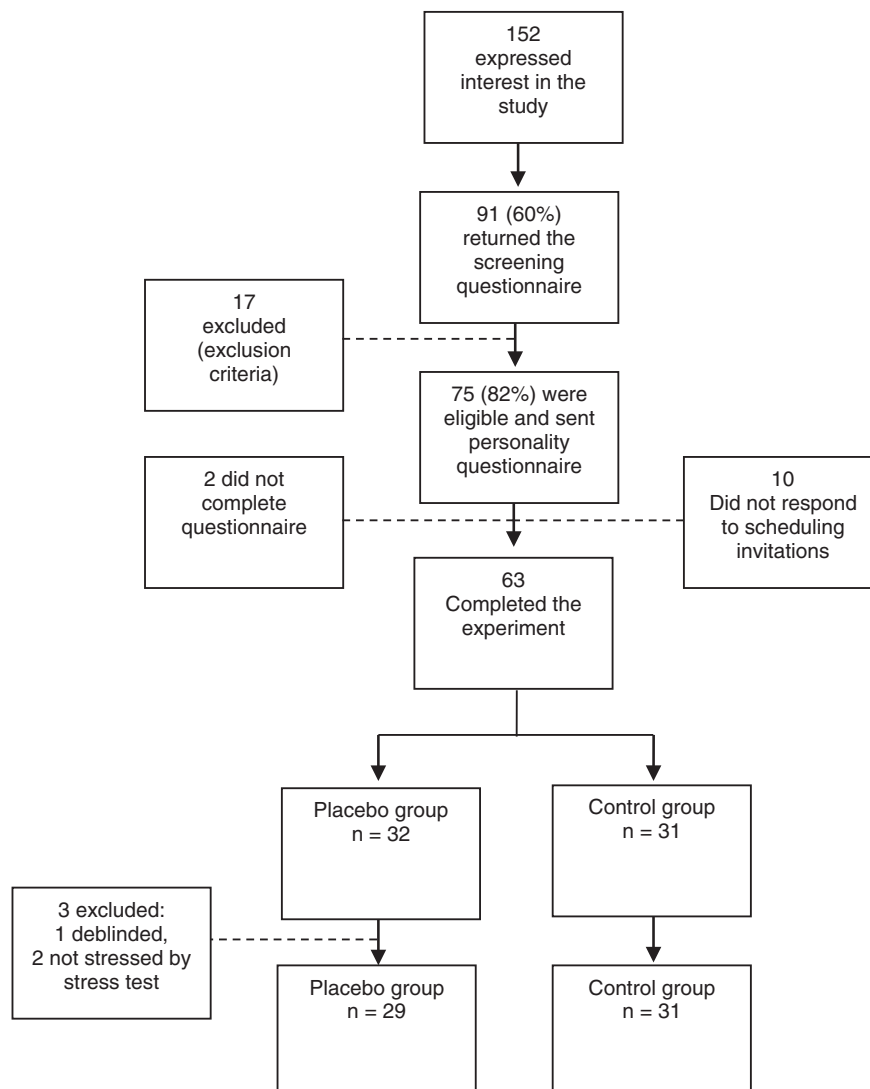 152
expressed
interest in the
study
91 (60%)
returned the
screening
questionnaire
17
excluded
(exclusion
criteria)
75 (82%) were
eligible and sent
personality
questionnaire
2 did not
complete
questionnaire
10
Did not respond
to scheduling
invitations
63
Completed the
experiment
Placebo group
n = 32
Control group
n = 31
3 excluded:
1 deblinded,
2 not stressed by
stress test
Placebo group
n = 29
Control group
n = 31